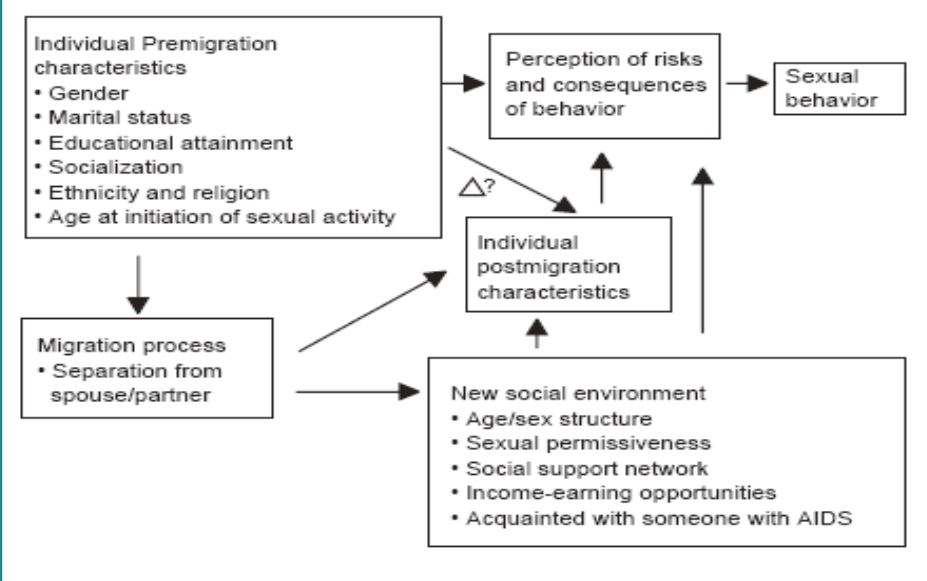 Individual Premigration
characteristics
• Gender
• Marital status
• Educational attainment
• Socialization
• Ethnicity and religion
• Age at initiation of sexual activity
Perception of risks
and consequences
of behavior
Sexual
behavior
△?
Individual
postmigration
characteristics
Migration process
• Separation from
spouse/partner
New social environment
• Age/sex structure
• Sexual permissiveness
• Social support network
• Income-earning opportunities
• Acquainted with someone with AIDS